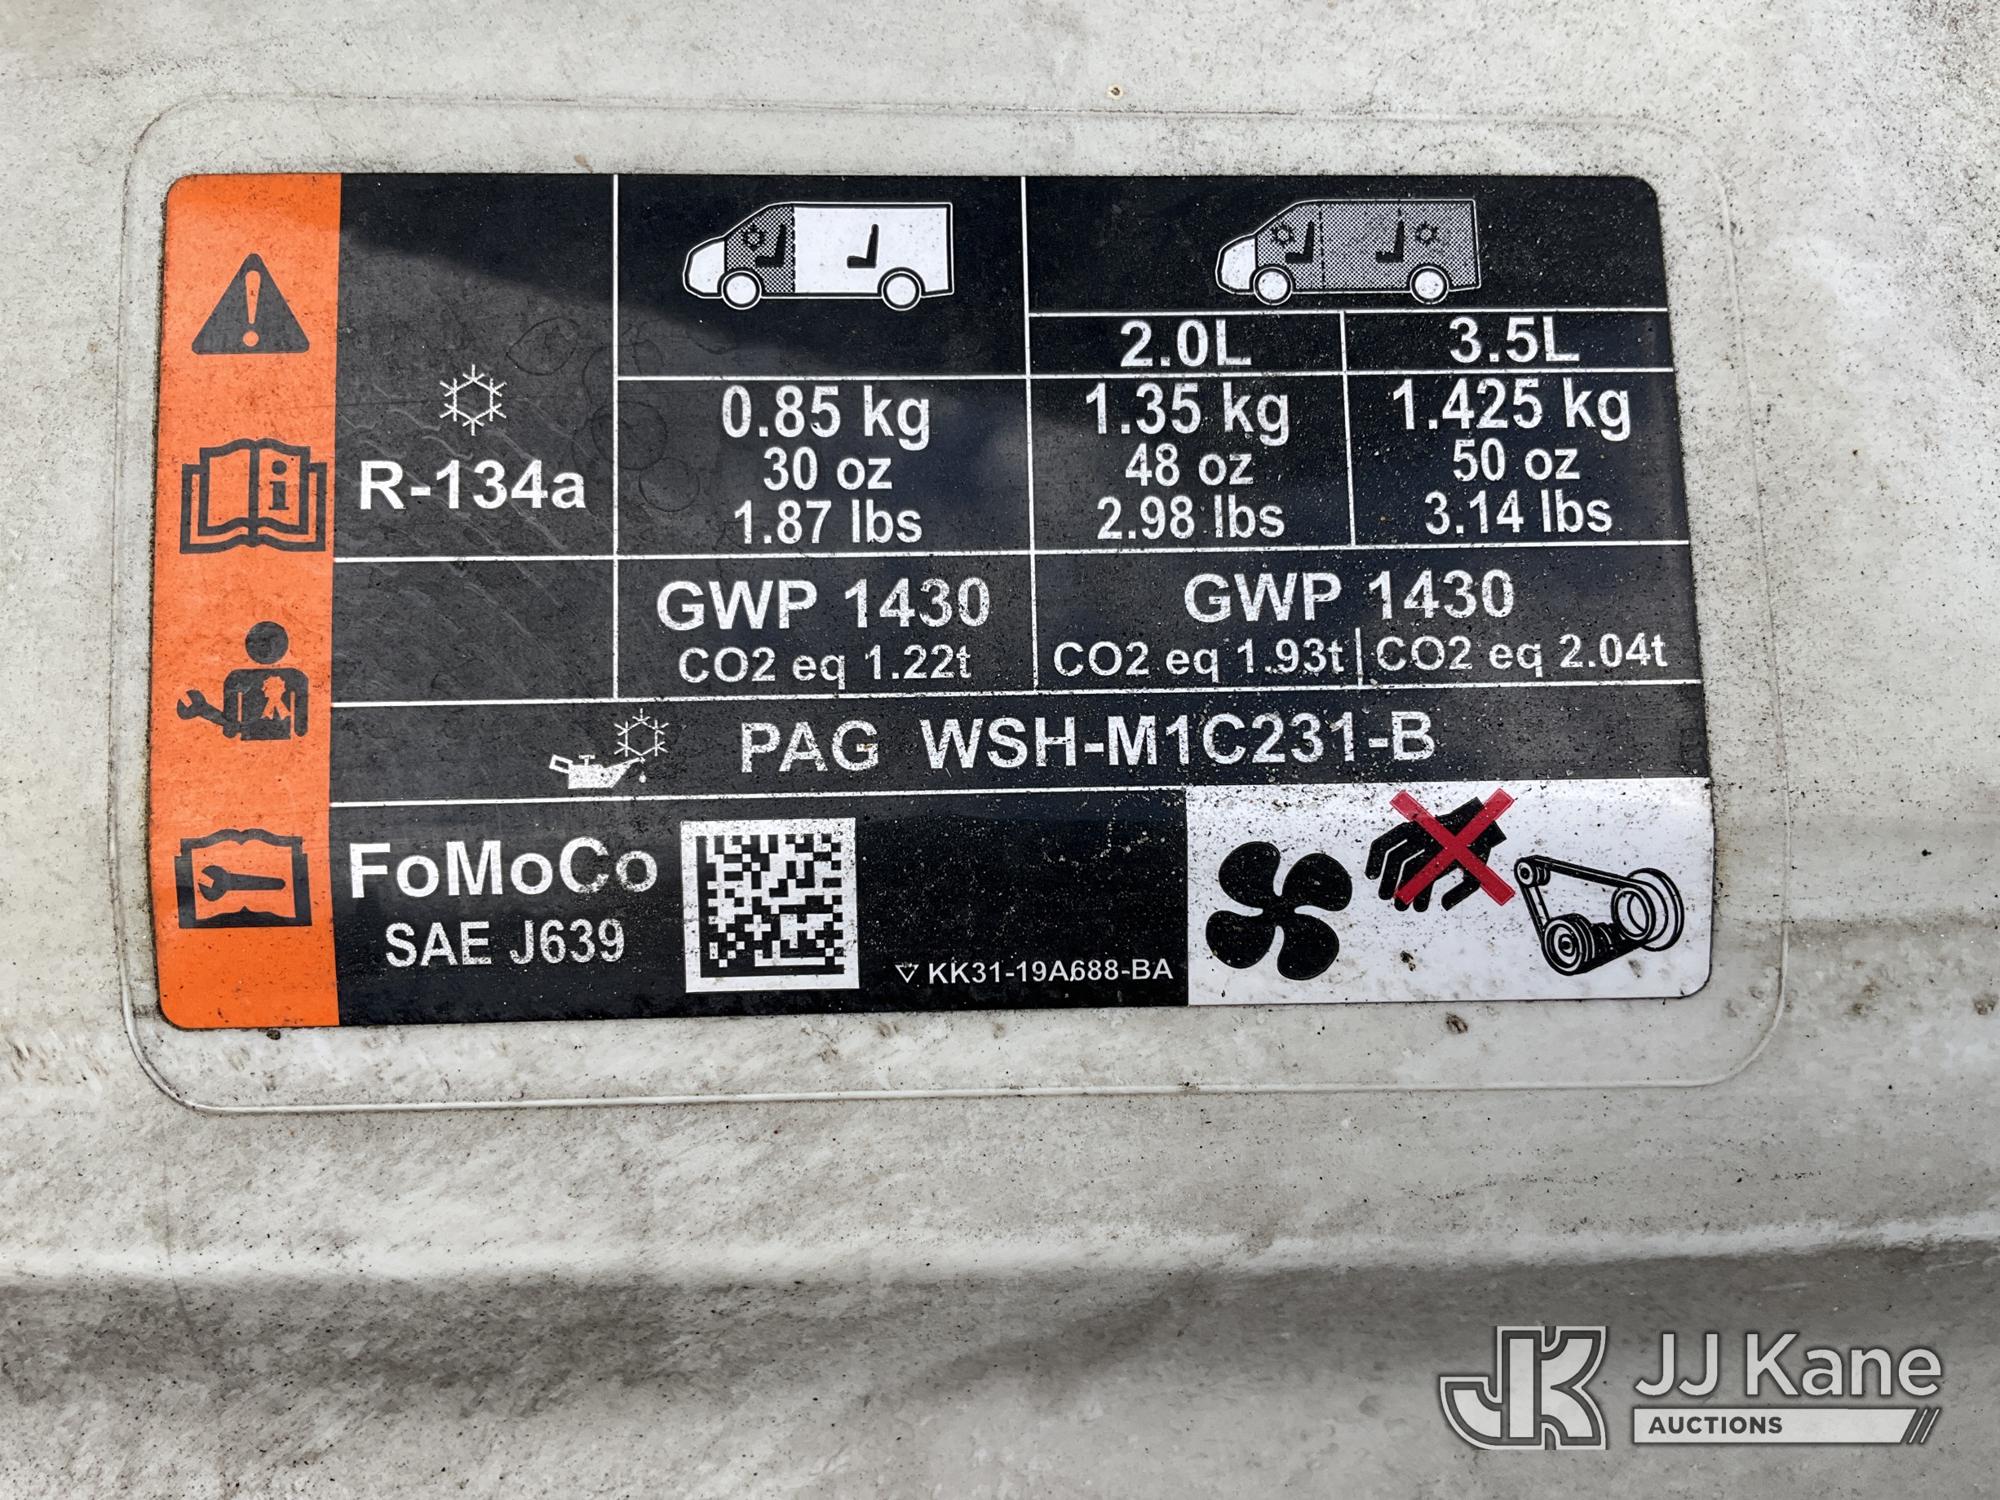 2.0L 3.5L
R-134a
0.85 kg 1.35 kg 1.425 kg
30 oz 48 oz 50 oz
1.87 lbs 2.98 lbs 3.14 lbs
GWP 1430 GWP 1430
CO2 eq 1.22t CO2 eq 1.93t CO2 eq 2.04t
PAG WSH-M1C231-B
FoMoCo
SAE J639
KK31-19A688-BA
JK JJ Kane
AUCTIONS